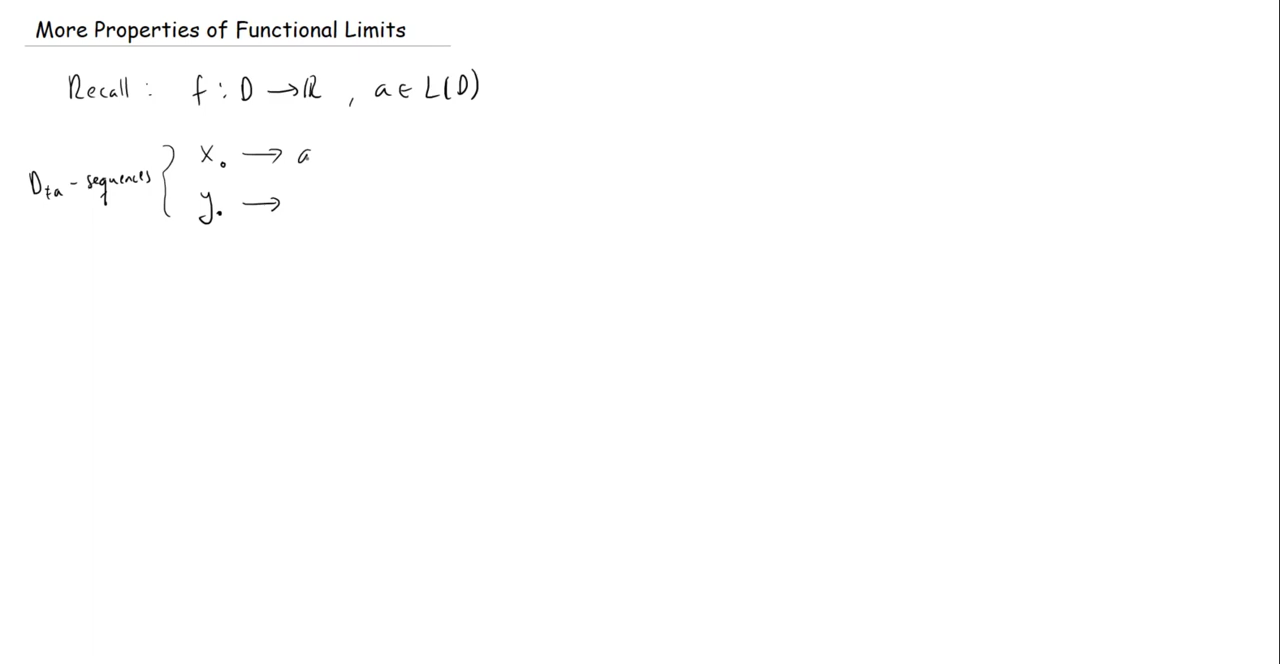 More Properties of Functional Limits
Recall : f : D → ℝ , a ∈ L(D)
D≠a - sequences { x. → a
y. →